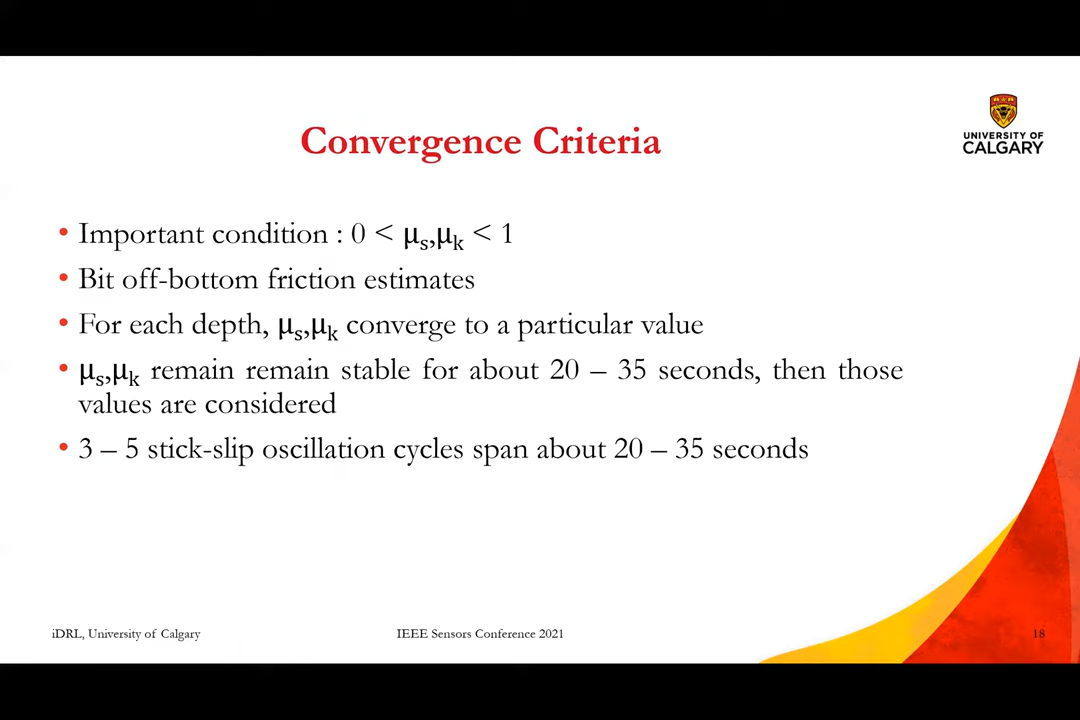 UNIVERSITY OF
CALGARY
Convergence Criteria
• Important condition : 0 < μs,μk < 1
• Bit off-bottom friction estimates
• For each depth, μs,μk converge to a particular value
• μs,μk remain remain stable for about 20 – 35 seconds, then those
values are considered
• 3 – 5 stick-slip oscillation cycles span about 20 – 35 seconds
iDRL, University of Calgary
IEEE Sensors Conference 2021
18